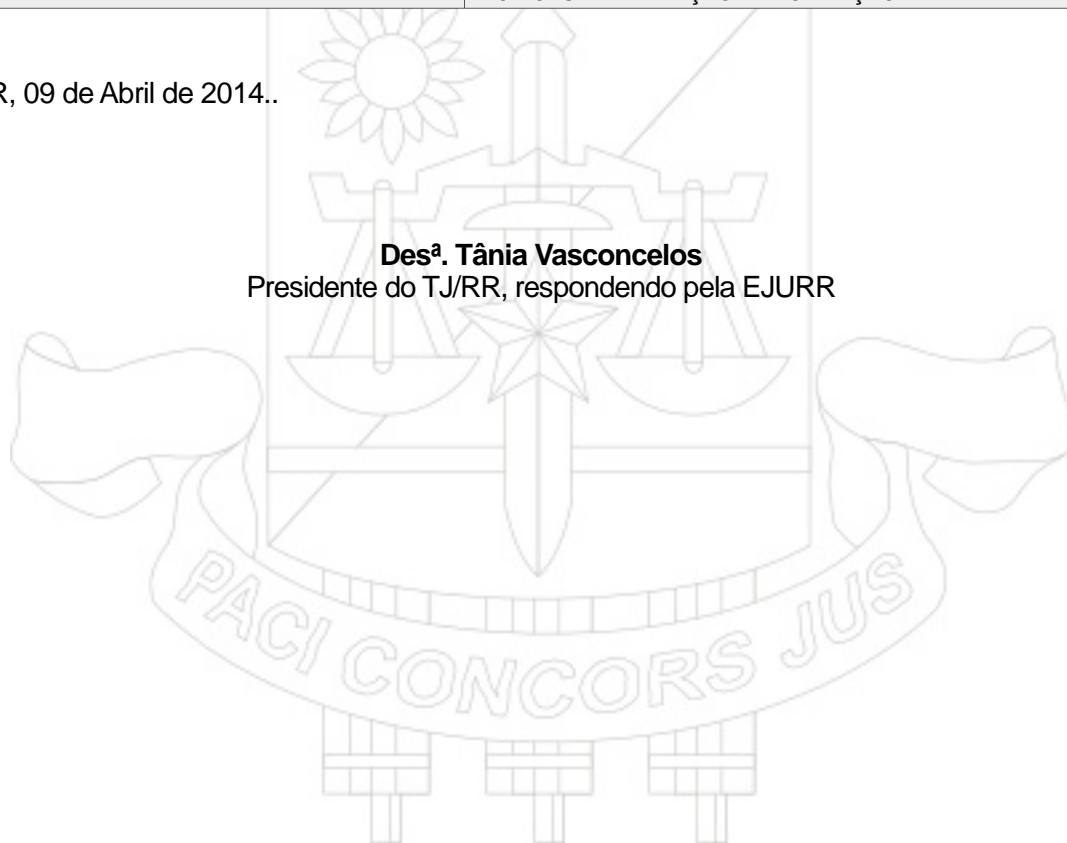 R, 09 de Abril de 2014..
Desª. Tânia Vasconcelos
Presidente do TJ/RR, respondendo pela EJURR
PACI CONCORS JUS